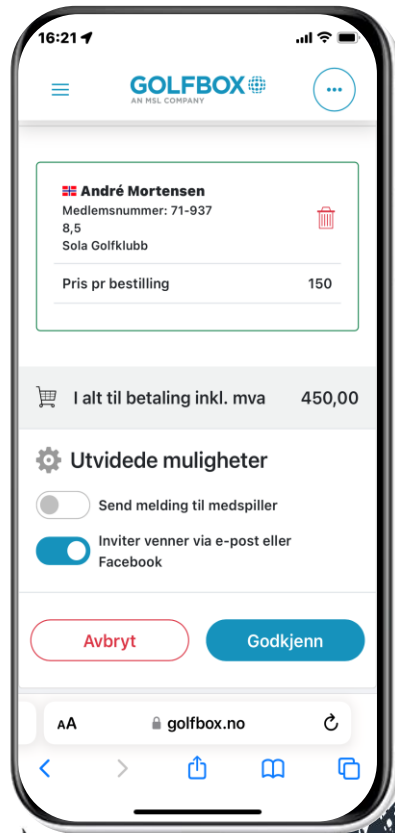 16:21
GOLFBOX
AN MSL COMPANY
André Mortensen
Medlemsnummer: 71-937
8,5
Sola Golfklubb
Pris pr bestilling 150
I alt til betaling inkl. mva 450,00
Utvidede muligheter
Send melding til medspiller
Inviter venner via e-post eller
Facebook
Avbryt Godkjenn
AA golfbox.no